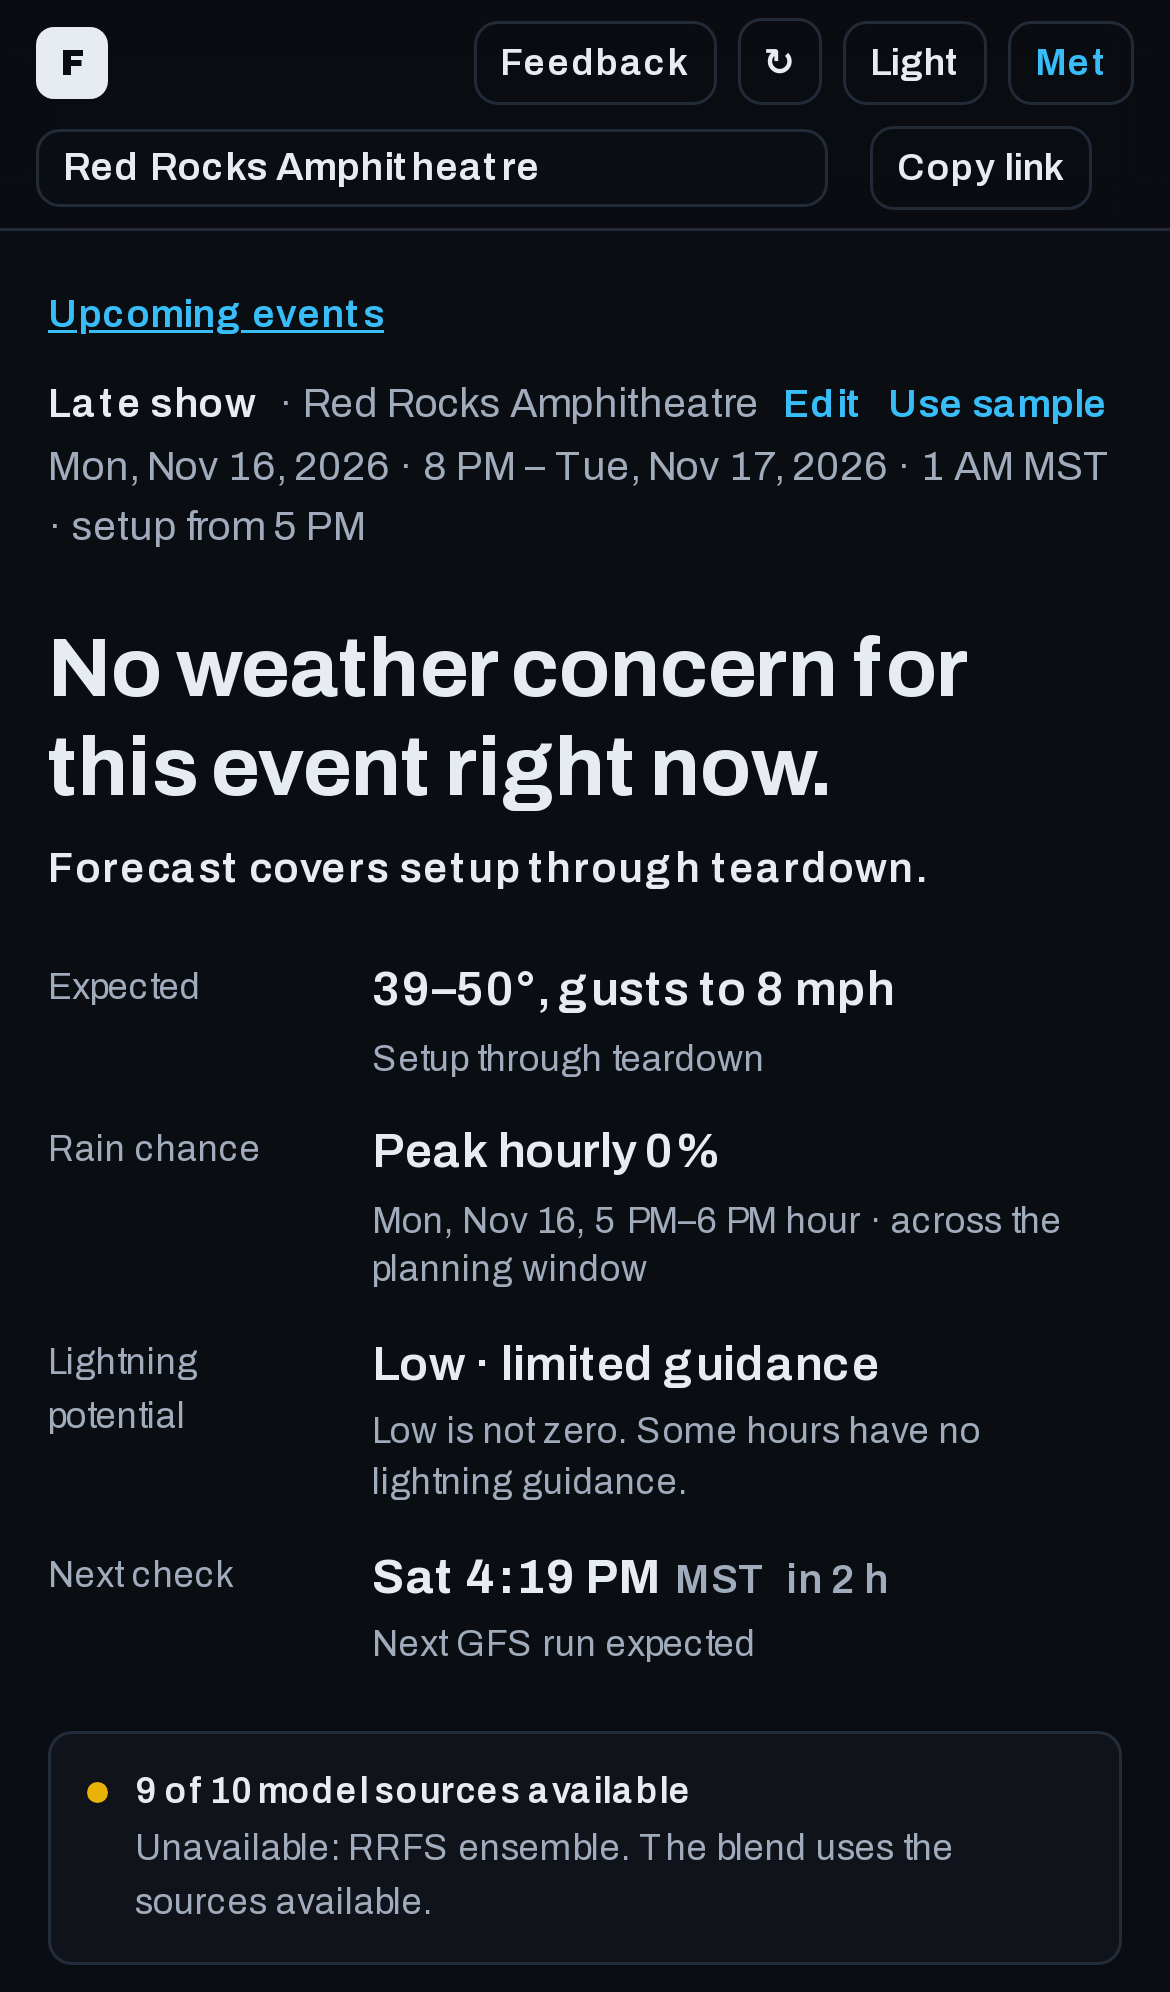 F
Feedback
↻
Light
Met
Red Rocks Amphitheatre
Copy link
Upcoming events
Late show · Red Rocks Amphitheatre Edit Use sample
Mon, Nov 16, 2026 · 8 PM – Tue, Nov 17, 2026 · 1 AM MST
· setup from 5 PM
No weather concern for
this event right now.
Forecast covers setup through teardown.
Expected
39–50°, gusts to 8 mph
Setup through teardown
Rain chance
Peak hourly 0%
Mon, Nov 16, 5 PM–6 PM hour · across the
planning window
Lightning
potential
Low · limited guidance
Low is not zero. Some hours have no
lightning guidance.
Next check
Sat 4:19 PM MST in 2 h
Next GFS run expected
9 of 10 model sources available
Unavailable: RRFS ensemble. The blend uses the
sources available.